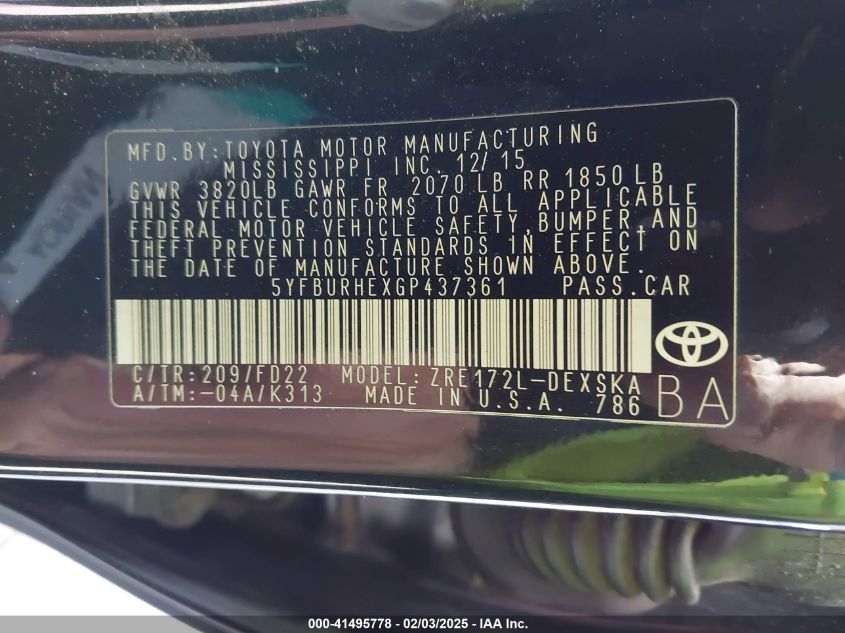 MFD.BY:TOYOTA MOTOR MANUFACTURING
MISSISSIPPI INC. 12/15
GVWR 3820LB GAWR FR 2070 LB RR 1850 LB
THIS VEHICLE CONFORMS TO ALL APPLICABLE
FEDERAL MOTOR VEHICLE SAFETY,BUMPER,AND
THEFT PREVENTION STANDARDS IN EFFECT ON
THE DATE OF MANUFACTURE SHOWN ABOVE.
5YFBURHEXGP437361 PASS.CAR
C/TR:209/FD22 MODEL:ZRE172L-DEXSKA
A/TM:-04A/K313 MADE IN U.S.A. 786
BA
000-41495778 - 02/03/2025 - IAA Inc.